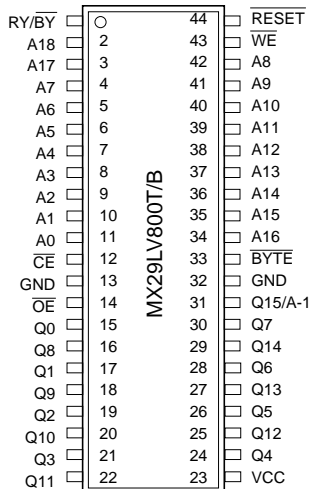 RY/BY 44 RESET
A18 2 43 WE
A17 3 42 A8
A7 4 41 A9
A6 5 40 A10
A5 6 39 A11
A4 7 38 A12
A3 8 37 A13
A2 9 36 A14
A1 10 35 A15
A0 11 34 A16
CE 12 33 BYTE
GND 13 32 GND
OE 14 31 Q15/A-1
Q0 15 30 Q7
Q8 16 29 Q14
Q1 17 28 Q6
Q9 18 27 Q13
Q2 19 26 Q5
Q10 20 25 Q12
Q3 21 24 Q4
Q11 22 23 VCC
MX29LV800T/B